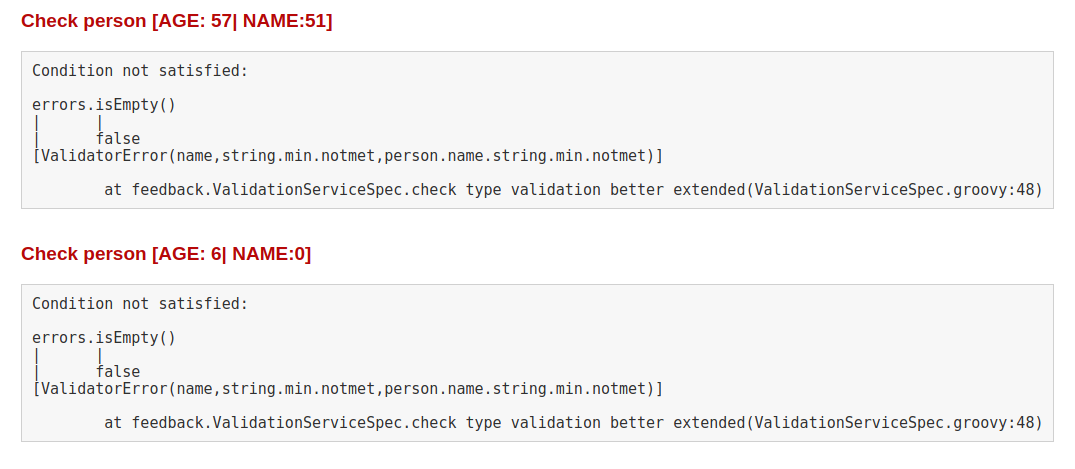 Check person [AGE: 57| NAME:51]
Condition not satisfied:
errors.isEmpty()
|      |
|      false
[ValidatorError(name,string.min.notmet,person.name.string.min.notmet)]
        at feedback.ValidationServiceSpec.check type validation better extended(ValidationServiceSpec.groovy:48)
Check person [AGE: 6| NAME:0]
Condition not satisfied:
errors.isEmpty()
|      |
|      false
[ValidatorError(name,string.min.notmet,person.name.string.min.notmet)]
        at feedback.ValidationServiceSpec.check type validation better extended(ValidationServiceSpec.groovy:48)